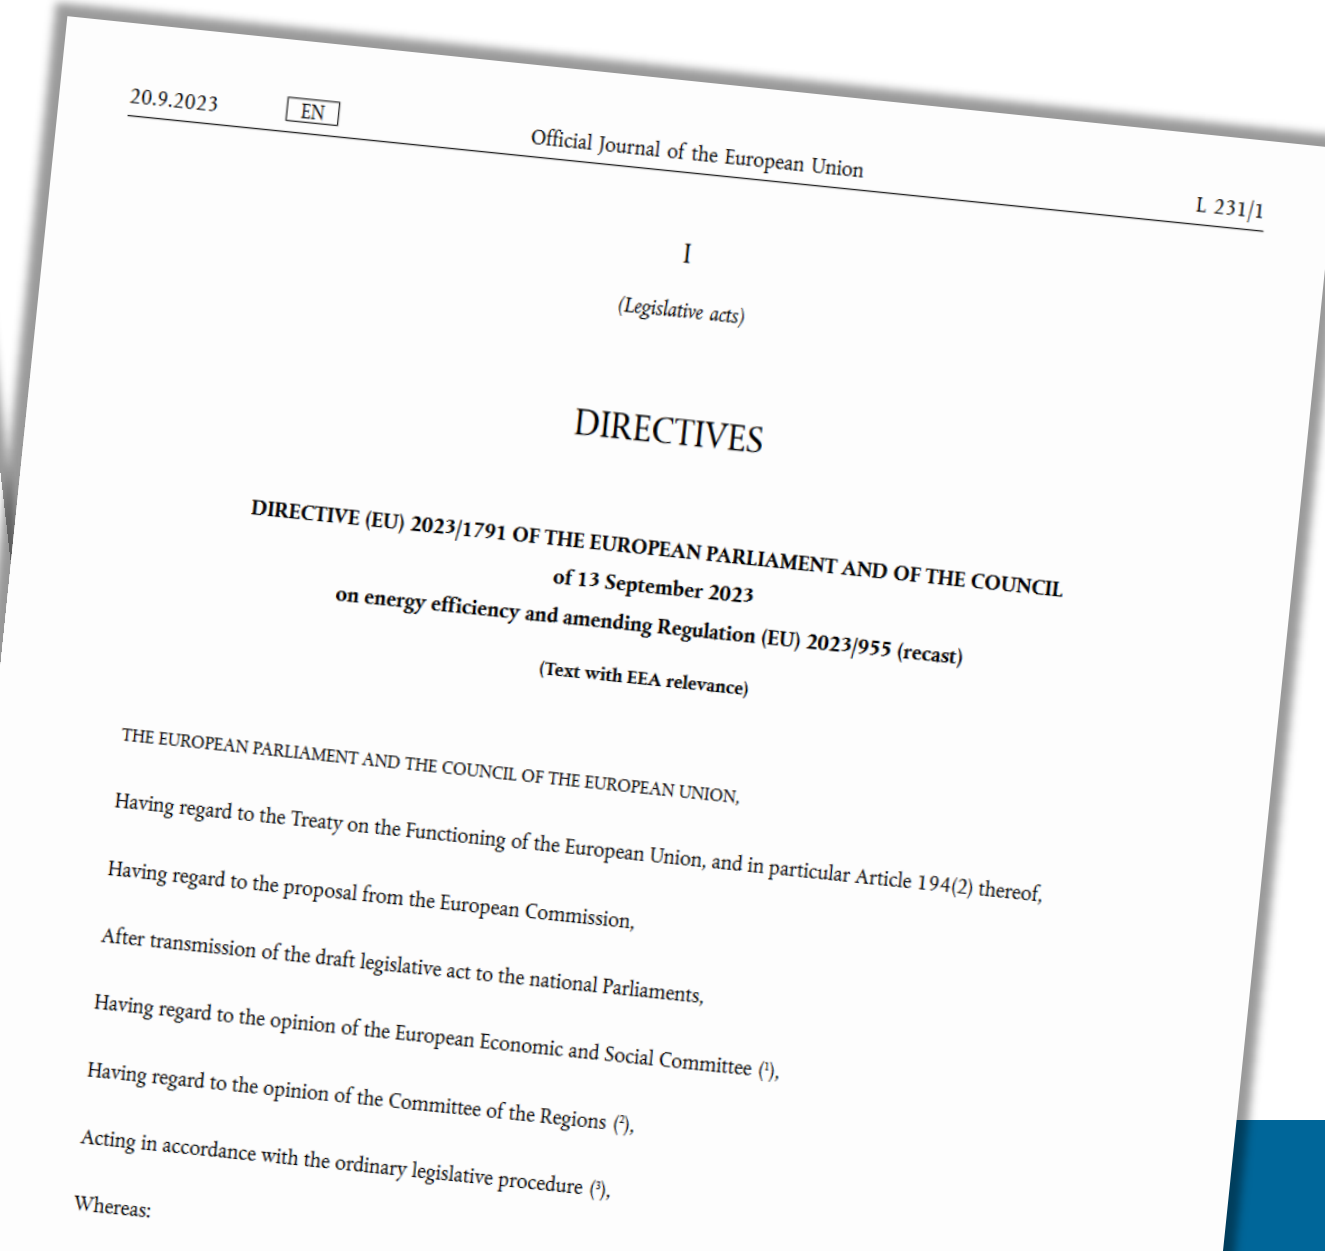 20.9.2023 EN Official Journal of the European Union L 231/1
I
(Legislative acts)
DIRECTIVES
DIRECTIVE (EU) 2023/1791 OF THE EUROPEAN PARLIAMENT AND OF THE COUNCIL
of 13 September 2023
on energy efficiency and amending Regulation (EU) 2023/955 (recast)
(Text with EEA relevance)
THE EUROPEAN PARLIAMENT AND THE COUNCIL OF THE EUROPEAN UNION,
Having regard to the Treaty on the Functioning of the European Union, and in particular Article 194(2) thereof,
Having regard to the proposal from the European Commission,
After transmission of the draft legislative act to the national Parliaments,
Having regard to the opinion of the European Economic and Social Committee (¹),
Having regard to the opinion of the Committee of the Regions (²),
Acting in accordance with the ordinary legislative procedure (³),
Whereas: